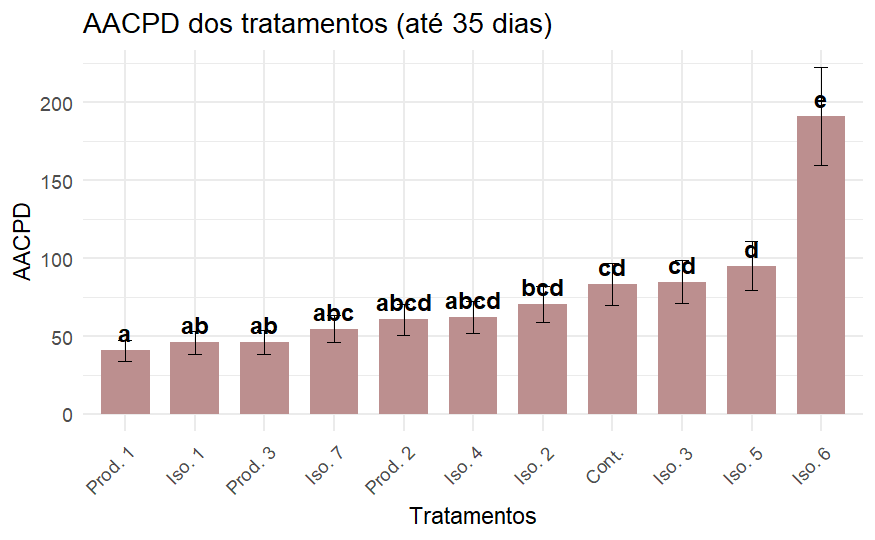 AACPD dos tratamentos (até 35 dias)
AACPD
200
150
100
50
0
a
ab
ab
abc
abcd
abcd
bcd
cd
cd
d
e
Prod. 1
Iso. 1
Prod. 3
Iso. 7
Prod. 2
Iso. 4
Iso. 2
Cont.
Iso. 3
Iso. 5
Iso. 6
Tratamentos